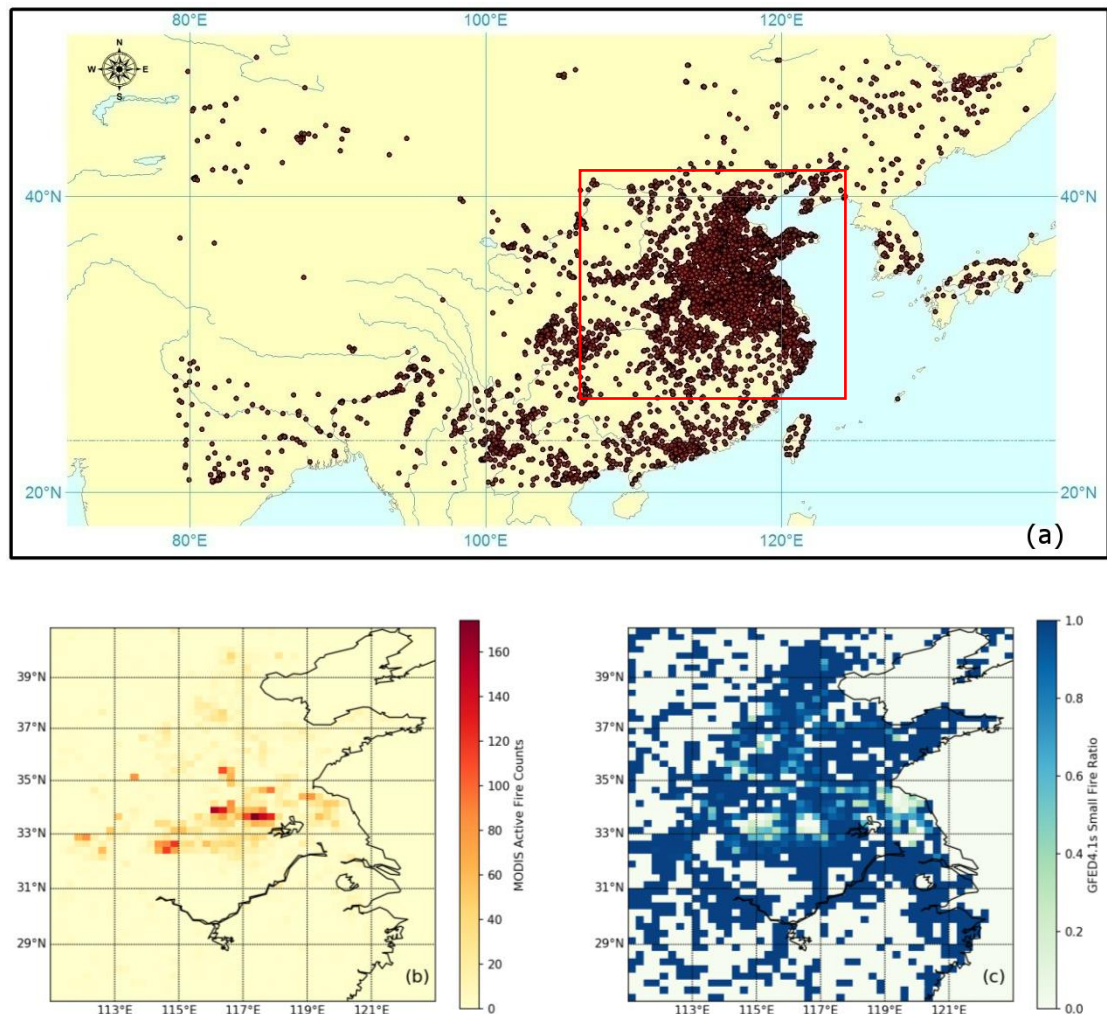 80°E 100°E 120°E
N
W E
S
40°N 40°N
20°N 20°N
(a)
80°E 100°E 120°E
39°N
37°N
35°N
33°N
31°N
29°N
113°E 115°E 117°E 119°E 121°E
(b)
160
140
120
100
80
60
40
20
0
MODIS Active Fire Counts
39°N
37°N
35°N
33°N
31°N
29°N
113°E 115°E 117°E 119°E 121°E
(c)
1.0
0.8
0.6
0.4
0.2
0.0
GFED4.1s Small Fire Ratio